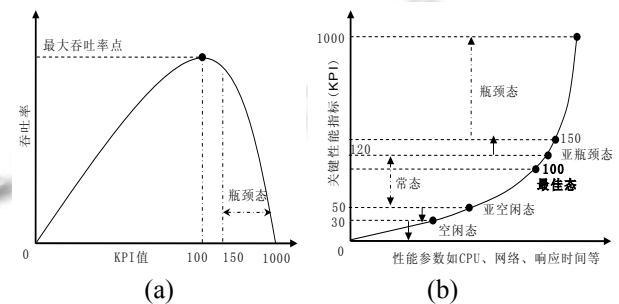 最大吞吐率点
吞吐率
瓶颈态
0
KPI值
100
150
1000
(a)
关键性能指标(KPI)
1000
瓶颈态
150
120
亚瓶颈态
100
最佳态
常态
50
亚空闲态
30
空闲态
0
性能参数如CPU、网络、响应时间等
(b)